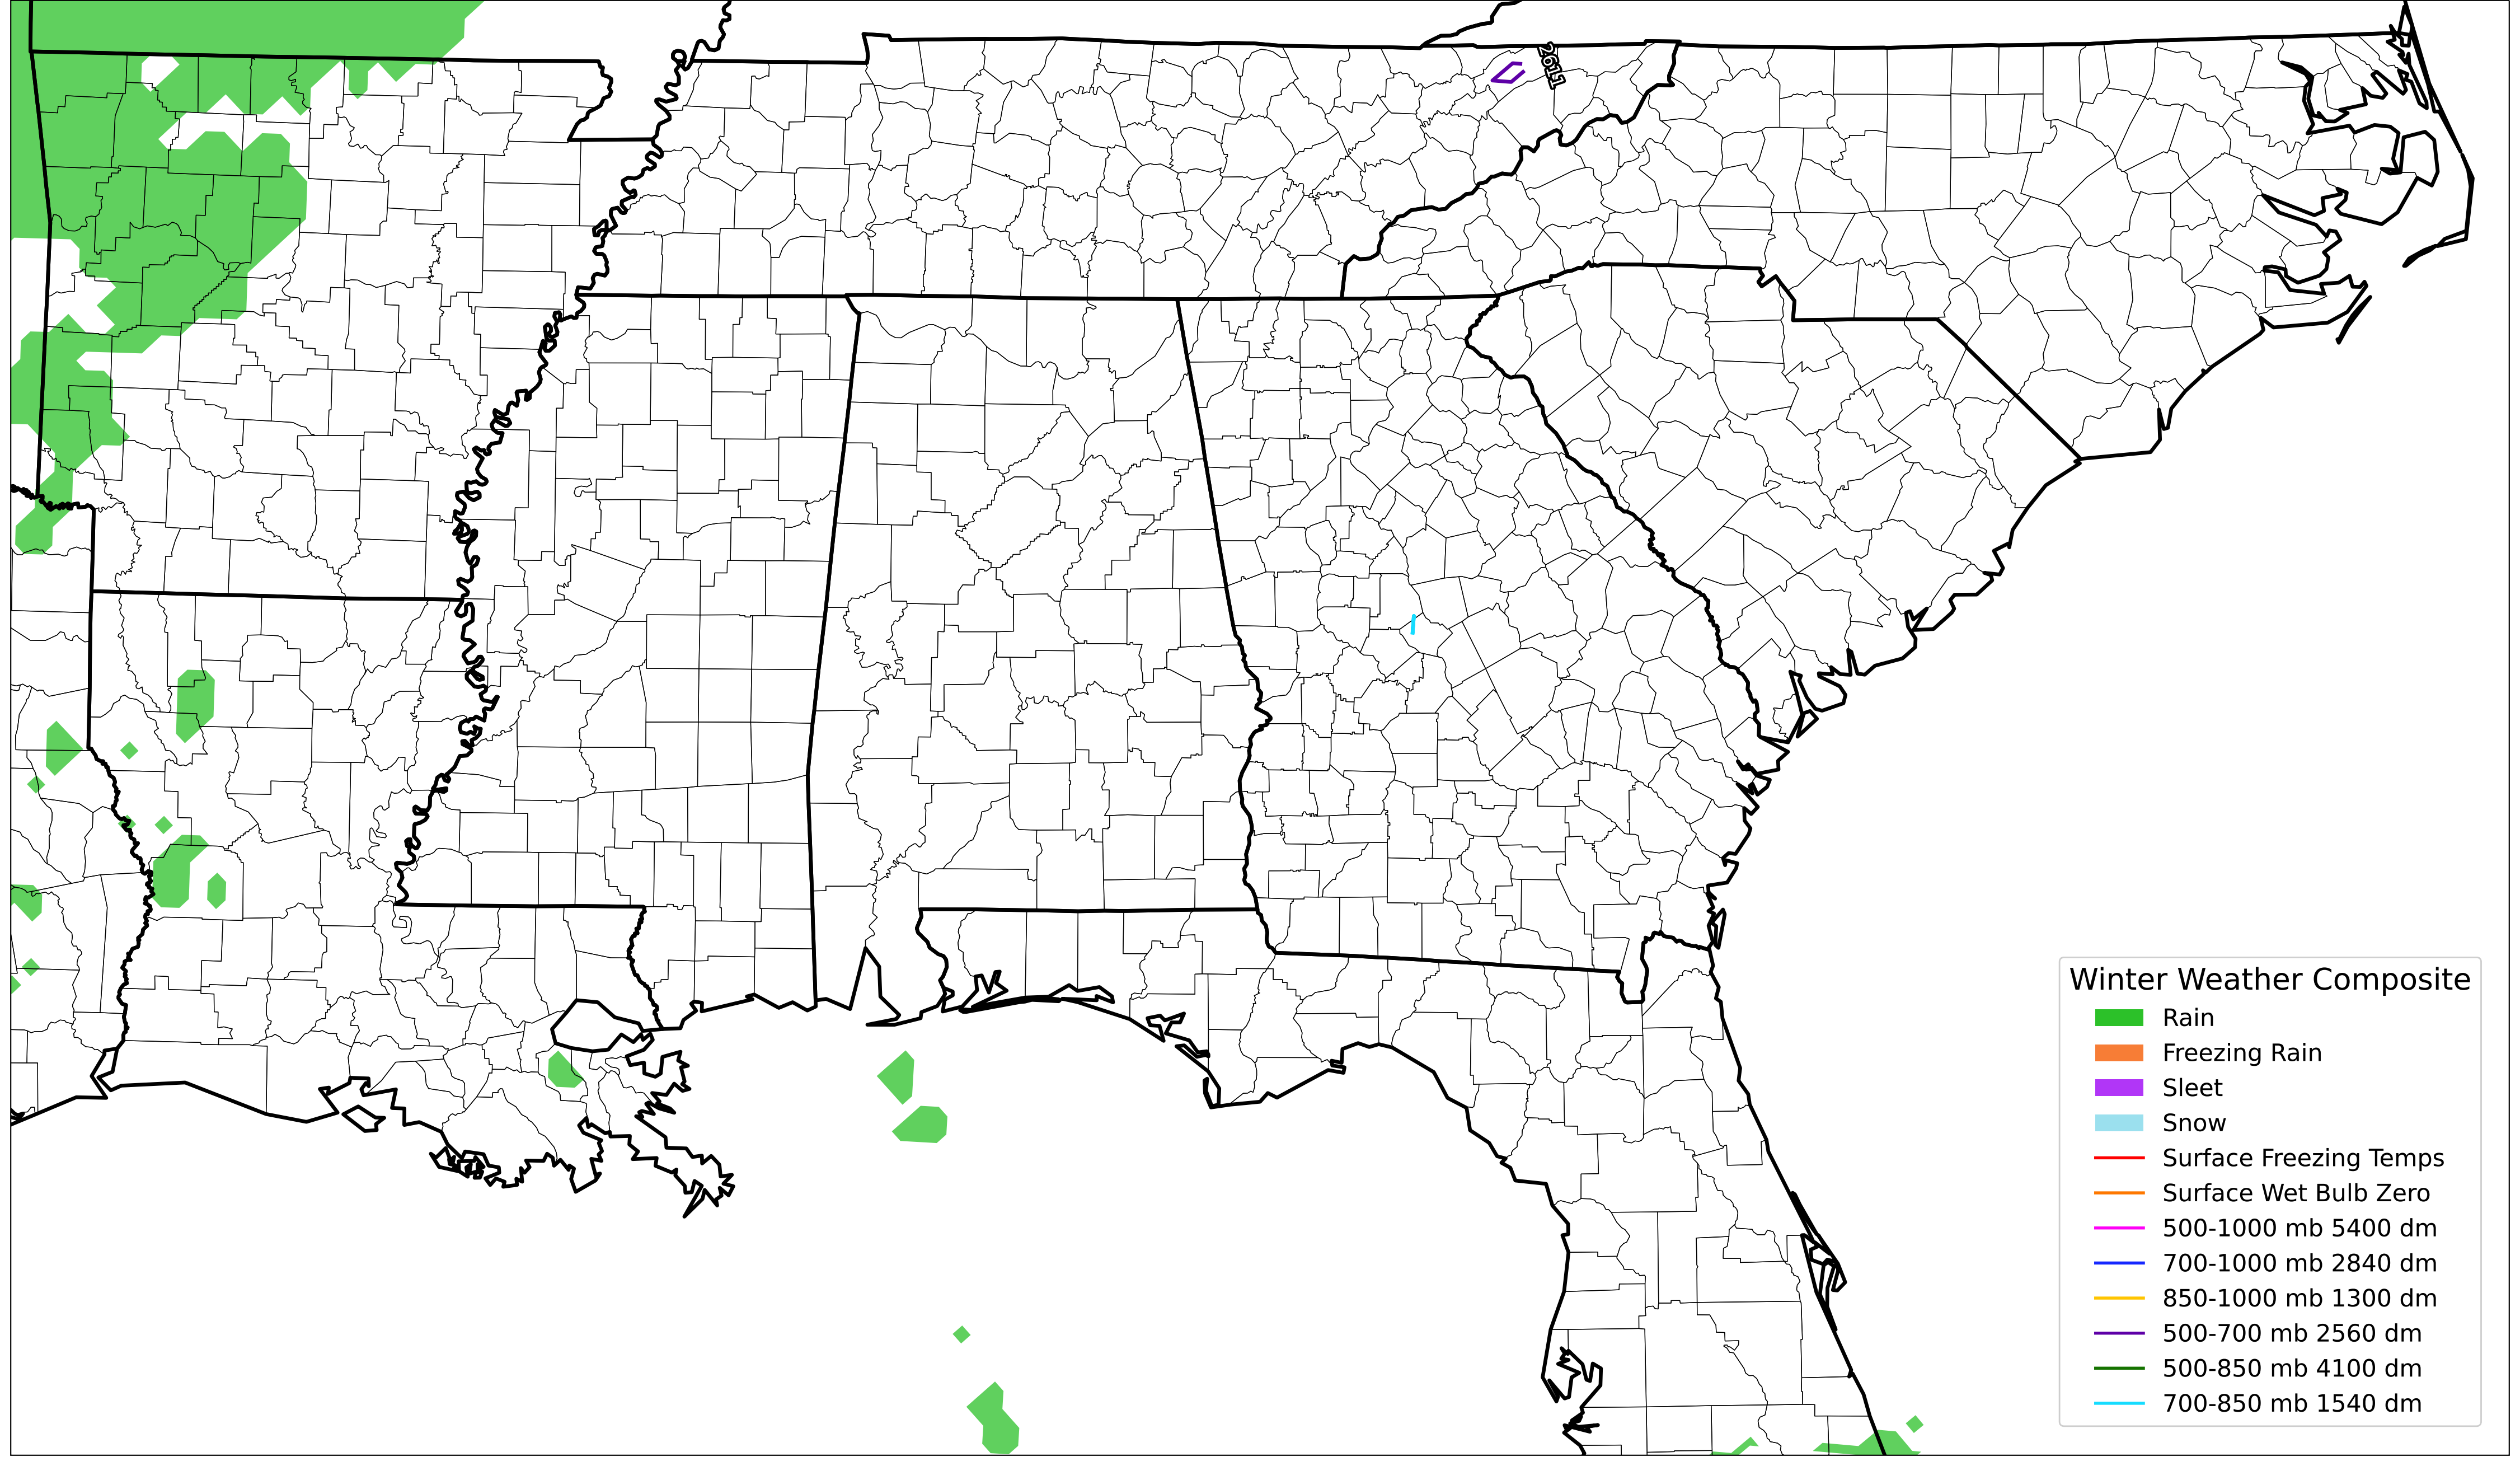 2611
Winter Weather Composite
Rain
Freezing Rain
Sleet
Snow
Surface Freezing Temps
Surface Wet Bulb Zero
500-1000 mb 5400 dm
700-1000 mb 2840 dm
850-1000 mb 1300 dm
500-700 mb 2560 dm
500-850 mb 4100 dm
700-850 mb 1540 dm